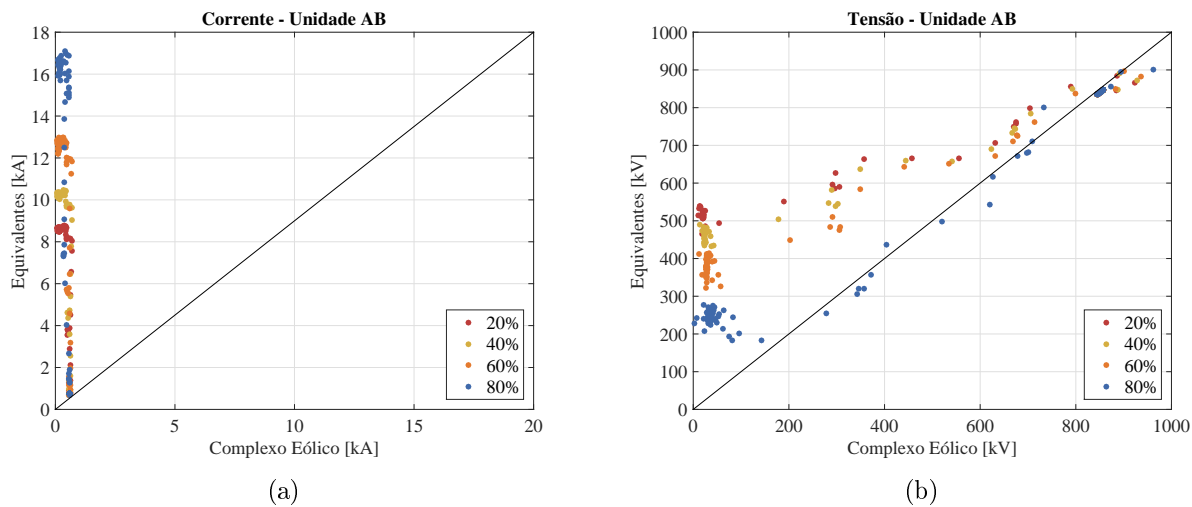 Corrente - Unidade AB
18
16
14
12
10
8
6
4
2
0
Equivalentes [kA]
20%
40%
60%
80%
0 5 10 15 20
Complexo Eólico [kA]
(a)
Tensão - Unidade AB
1000
900
800
700
600
500
400
300
200
100
0
Equivalentes [kV]
20%
40%
60%
80%
0 200 400 600 800 1000
Complexo Eólico [kV]
(b)